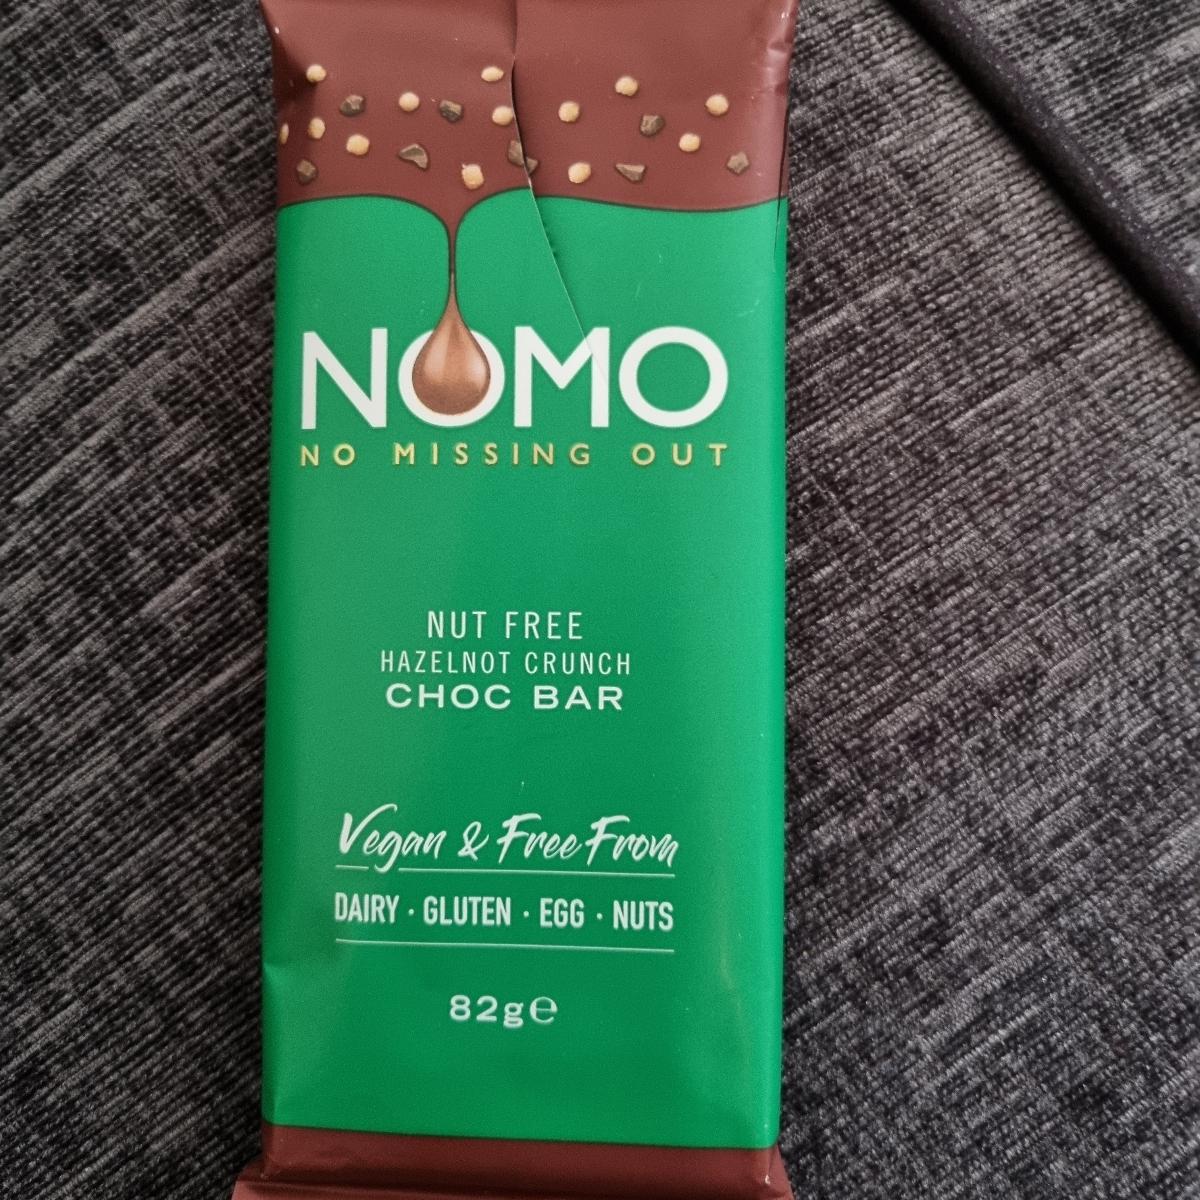 NOMO
NO MISSING OUT
NUT FREE
HAZELNOT CRUNCH
CHOC BAR
Vegan & Free From
DAIRY · GLUTEN · EGG · NUTS
82g℮